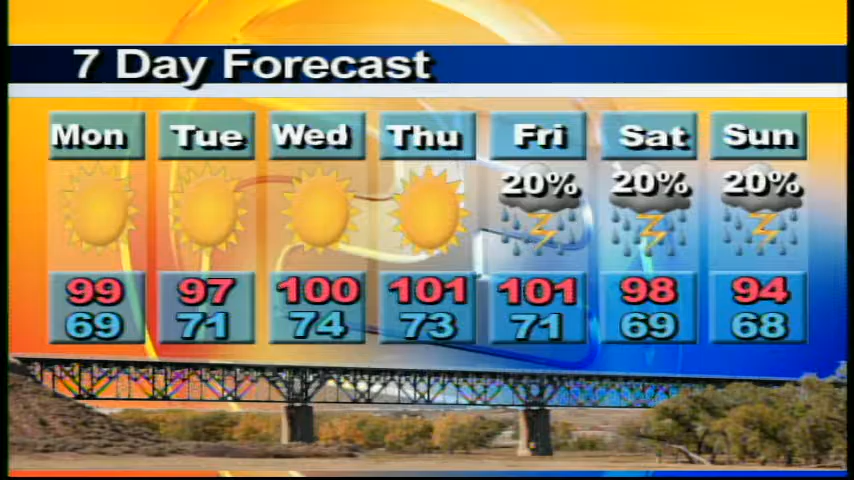 7 Day Forecast
Mon Tue Wed Thu Fri Sat Sun
20% 20% 20%
99 97 100 101 101 98 94
69 71 74 73 71 69 68